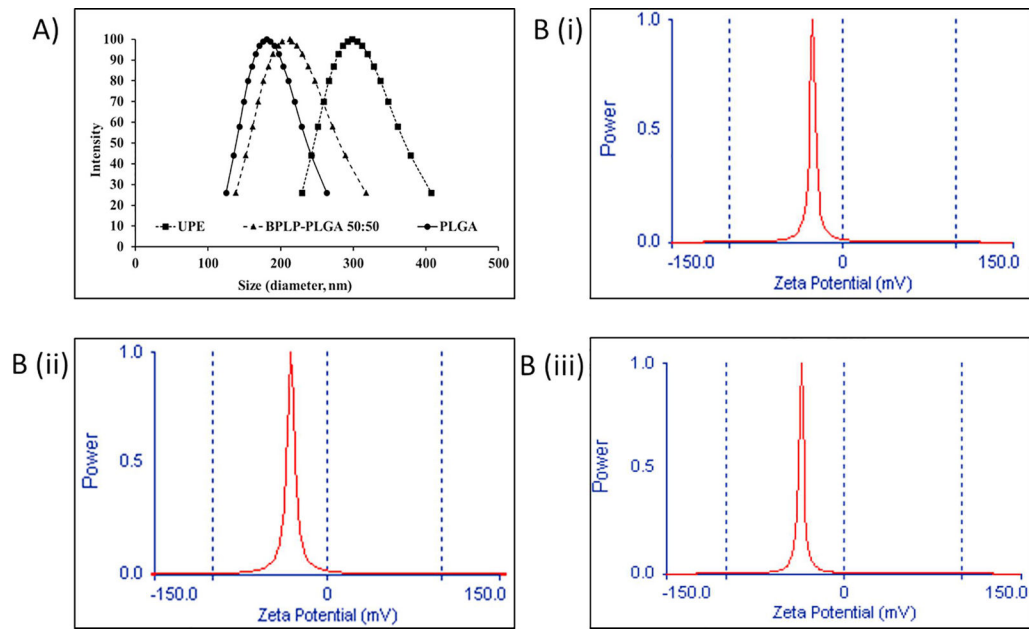 A)
100
90
80
70
60
50
40
30
20
10
0
Intensity
0 100 200 300 400 500
Size (diameter, nm)
UPE BPLP-PLGA 50:50 PLGA
B (i)
1.0
0.5
0.0
Power
-150.0 0 150.0
Zeta Potential (mV)
B (ii)
1.0
0.5
0.0
Power
-150.0 0 150.0
Zeta Potential (mV)
B (iii)
1.0
0.5
0.0
Power
-150.0 0 150.0
Zeta Potential (mV)